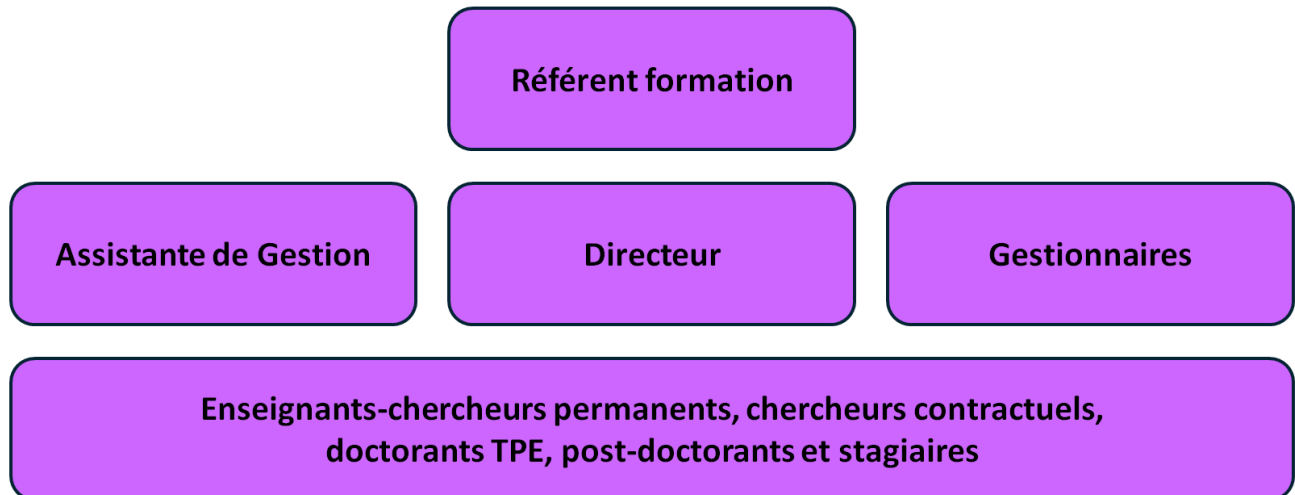 Référent formation
Assistante de Gestion
Directeur
Gestionnaires
Enseignants-chercheurs permanents, chercheurs contractuels,
doctorants TPE, post-doctorants et stagiaires